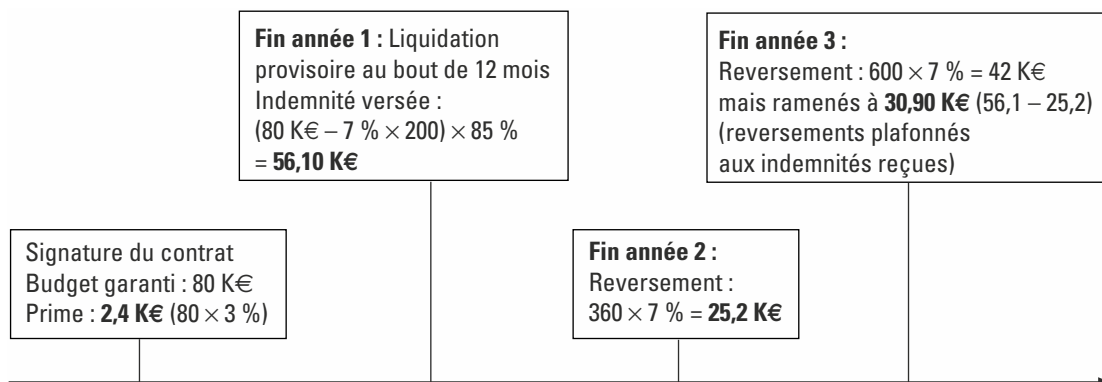 Fin année 1 : Liquidation
provisoire au bout de 12 mois
Indemnité versée :
(80 K€ – 7 % × 200) × 85 %
= 56,10 K€
Fin année 3 :
Reversement : 600 × 7 % = 42 K€
mais ramenés à 30,90 K€ (56,1 – 25,2)
(reversements plafonnés
aux indemnités reçues)
Signature du contrat
Budget garanti : 80 K€
Prime : 2,4 K€ (80 × 3 %)
Fin année 2 :
Reversement :
360 × 7 % = 25,2 K€